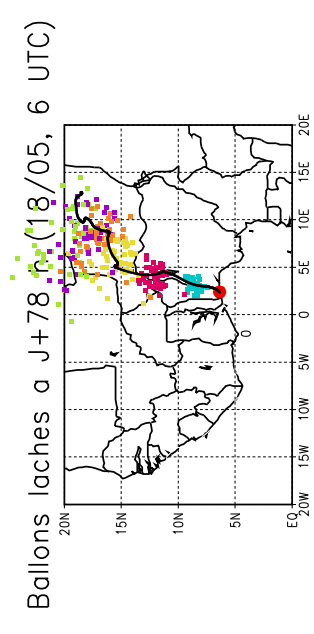 Ballons laches a J+78 h (18/05, 6 UTC)
20N
15N
10N
5N
EQ
0
20W
15W
10W
5W
0
5E
10E
15E
20E